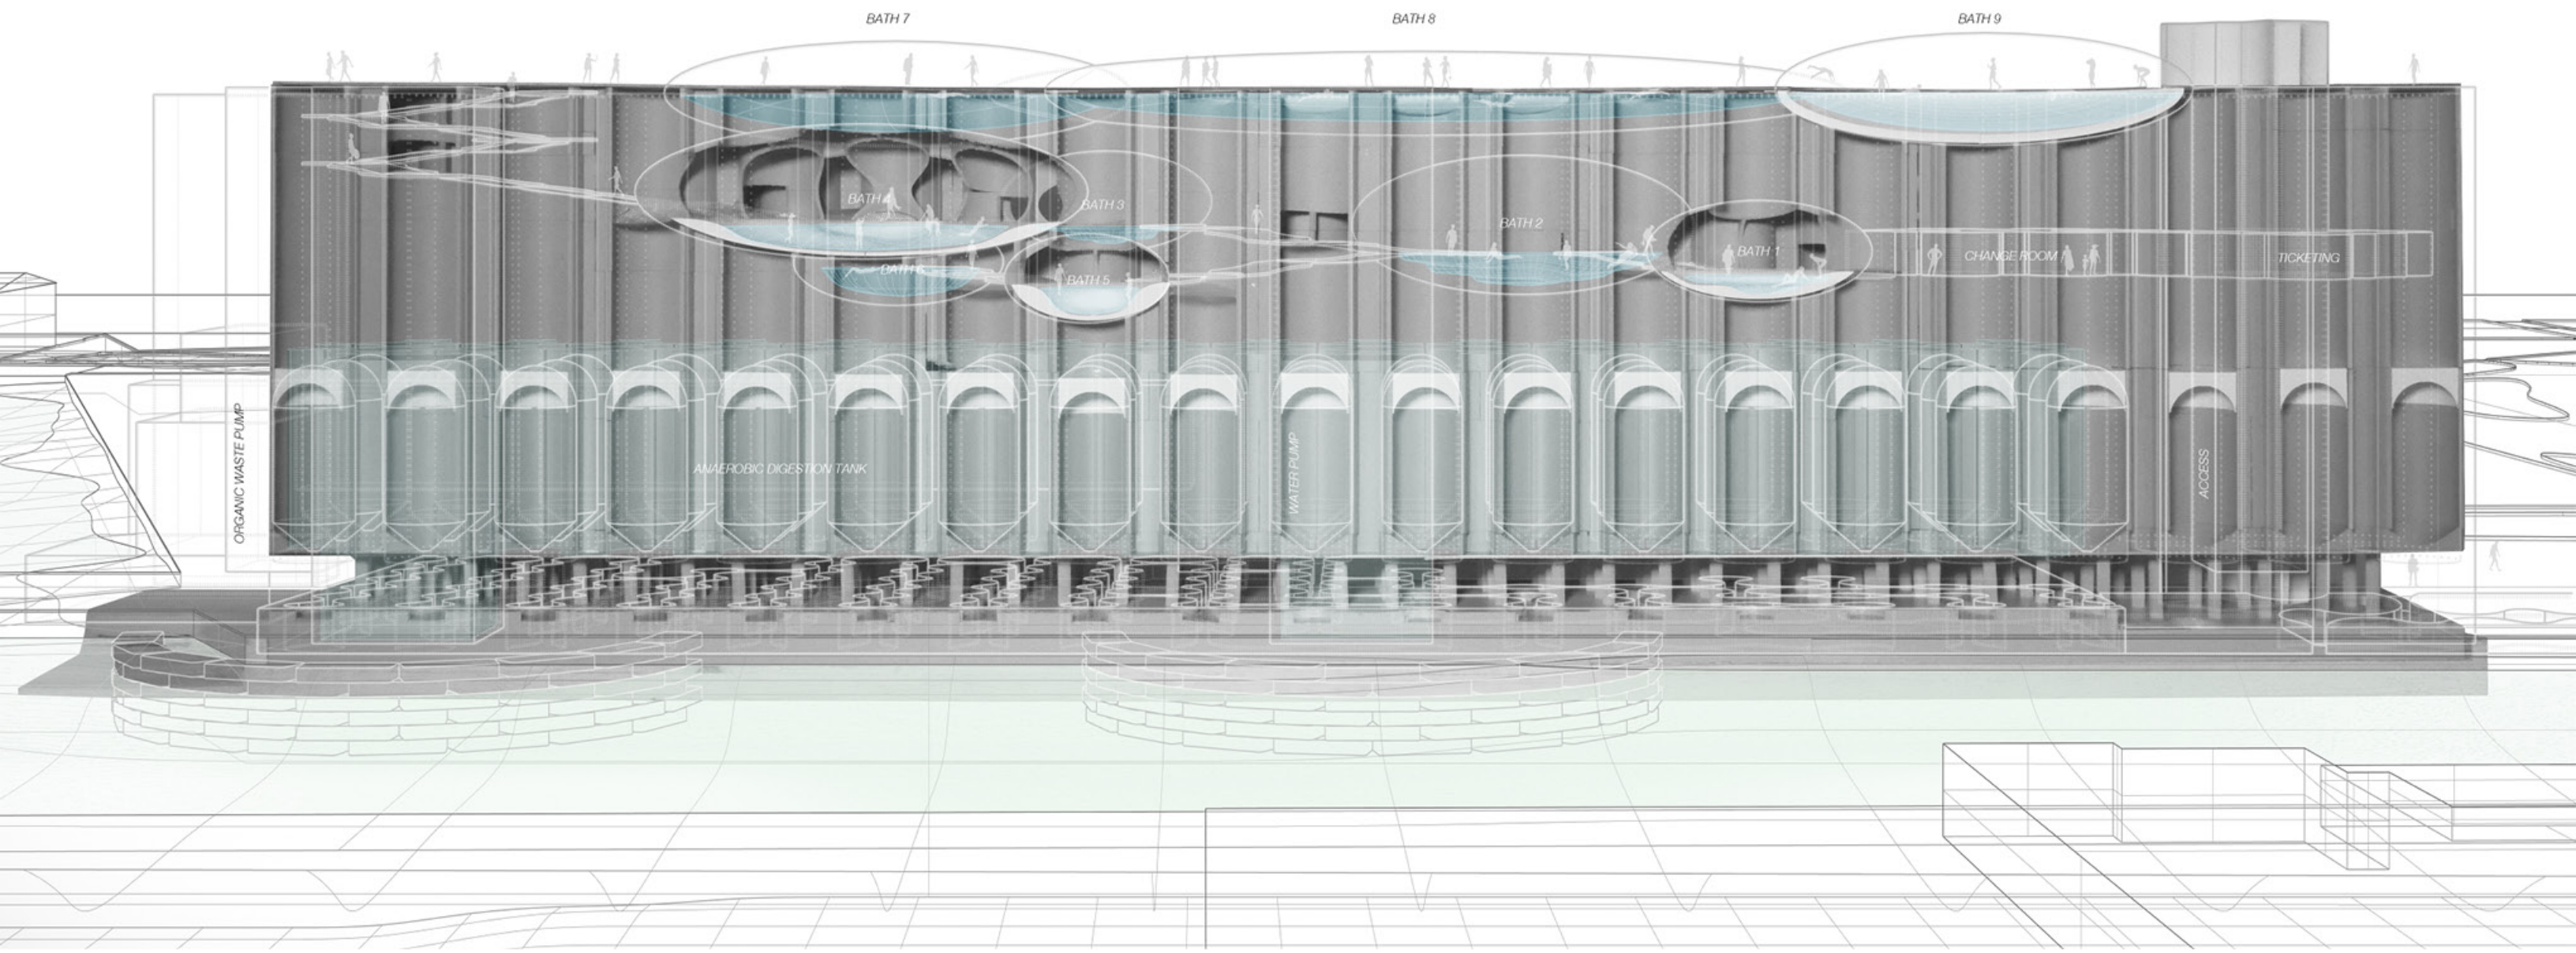 BATH 7
BATH 8
BATH 9
BATH 4
BATH 3
BATH 2
BATH 1
CHANGE ROOM
TICKETING
BATH 6
BATH 5
ORGANIC WASTE PUMP
ANAEROBIC DIGESTION TANK
WATER PUMP
ACCESS